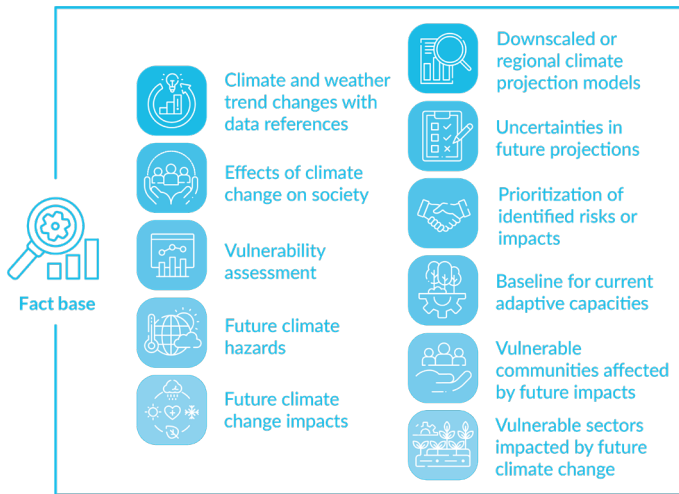 Fact base
Climate and weather
trend changes with
data references
Effects of climate
change on society
Vulnerability
assessment
Future climate
hazards
Future climate
change impacts
Downscaled or
regional climate
projection models
Uncertainties in
future projections
Prioritization of
identified risks or
impacts
Baseline for current
adaptive capacities
Vulnerable
communities affected
by future impacts
Vulnerable sectors
impacted by future
climate change